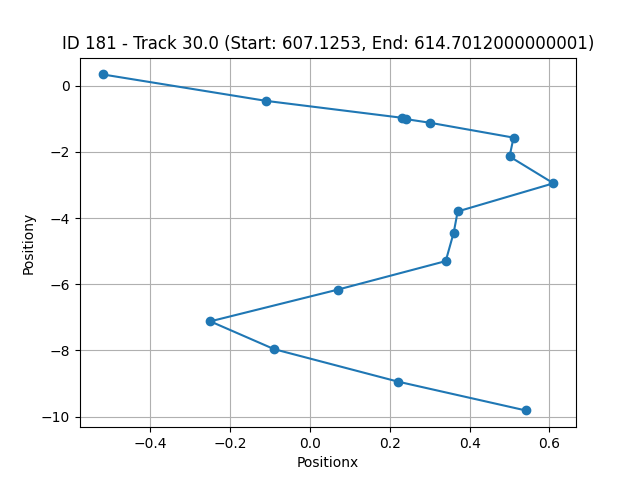 ID 181 - Track 30.0 (Start: 607.1253, End: 614.7012000000001)
0
−2
−4
−6
−8
−10
Positiony
−0.4 −0.2 0.0 0.2 0.4 0.6
Positionx